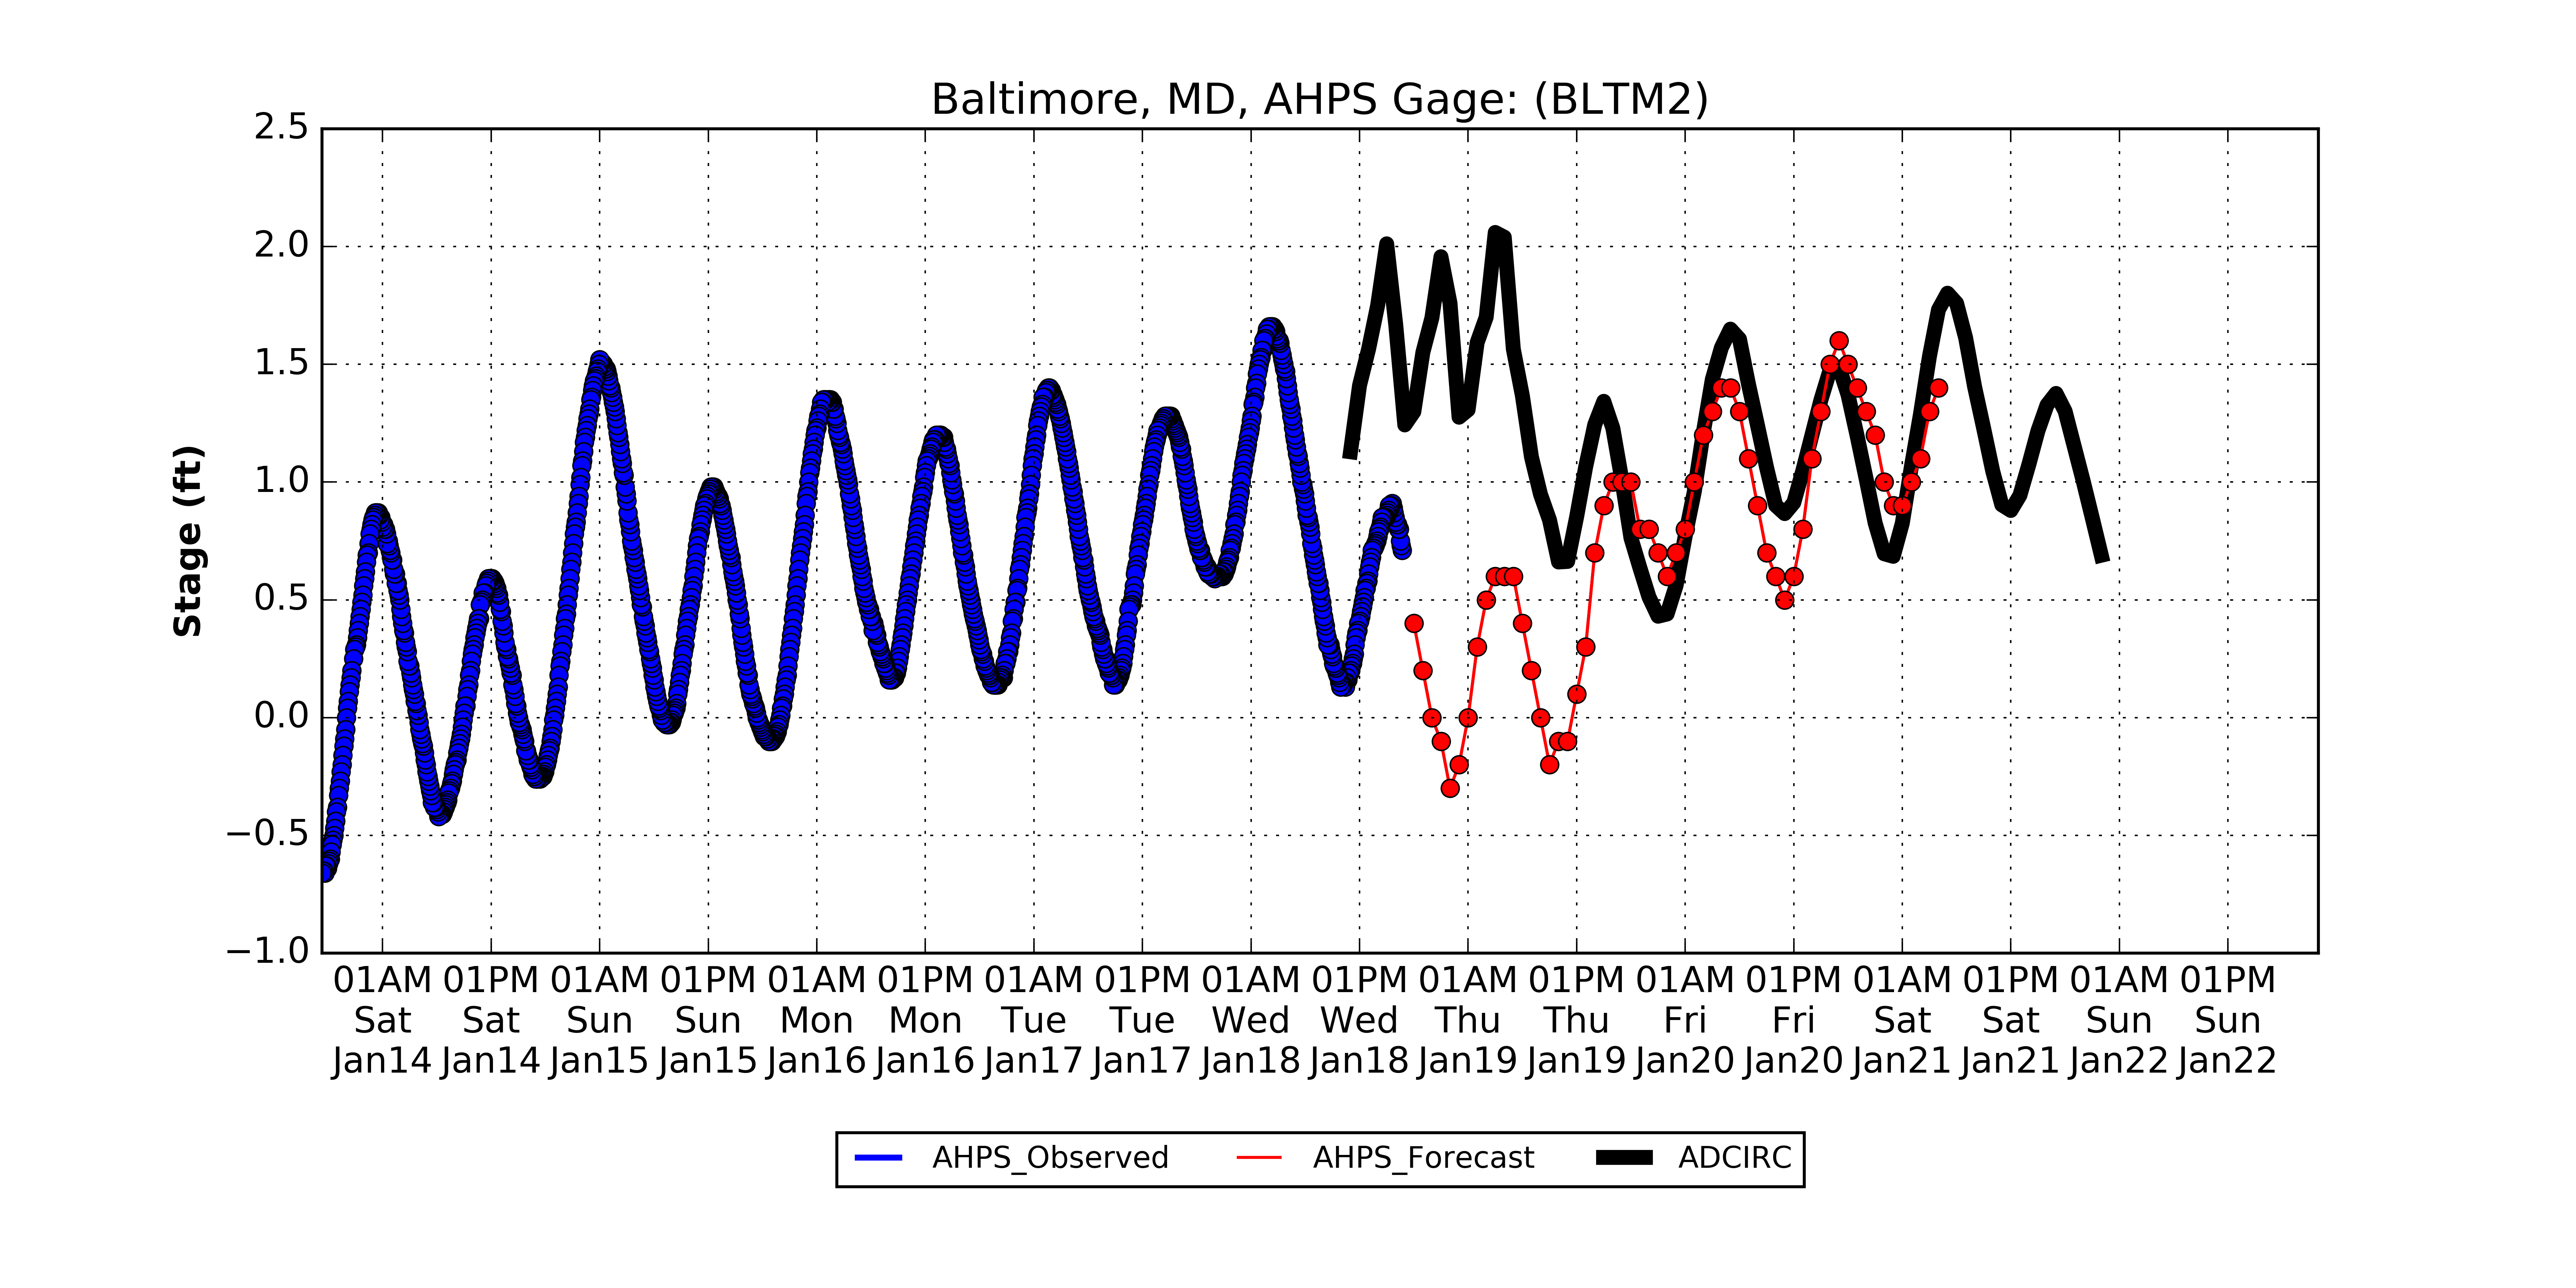 Baltimore, MD, AHPS Gage: (BLTM2)
Stage (ft)
2.5
2.0
1.5
1.0
0.5
0.0
−0.5
−1.0
01AM 01PM 01AM 01PM 01AM 01PM 01AM 01PM 01AM 01PM 01AM 01PM 01AM 01PM 01AM 01PM 01AM 01PM
Sat Sat Sun Sun Mon Mon Tue Tue Wed Wed Thu Thu Fri Fri Sat Sat Sun Sun
Jan14 Jan14 Jan15 Jan15 Jan16 Jan16 Jan17 Jan17 Jan18 Jan18 Jan19 Jan19 Jan20 Jan20 Jan21 Jan21 Jan22 Jan22
AHPS_Observed AHPS_Forecast ADCIRC